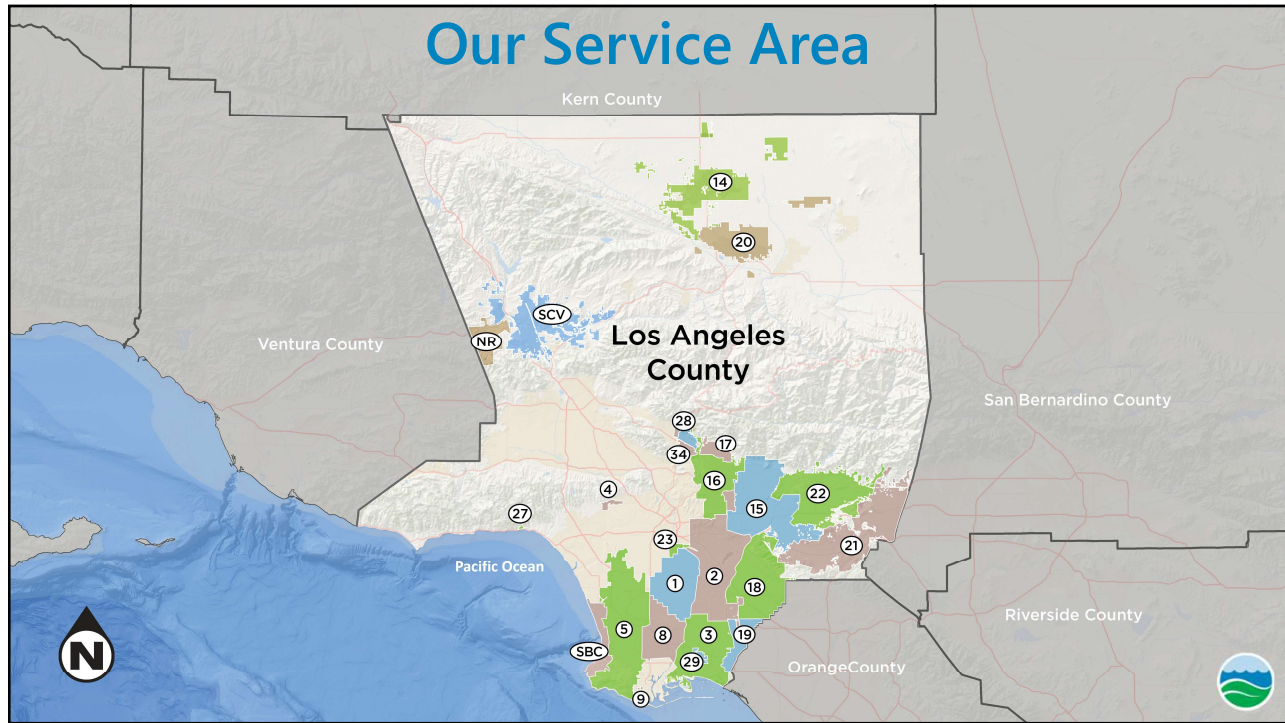 Our Service Area
Kern County
14
20
SCV
NR
Los Angeles
County
Ventura County
San Bernardino County
28
17
34
16
4
22
15
27
23
21
Pacific Ocean
1
2
18
Riverside County
5
8
3
19
SBC
29
OrangeCounty
N
9